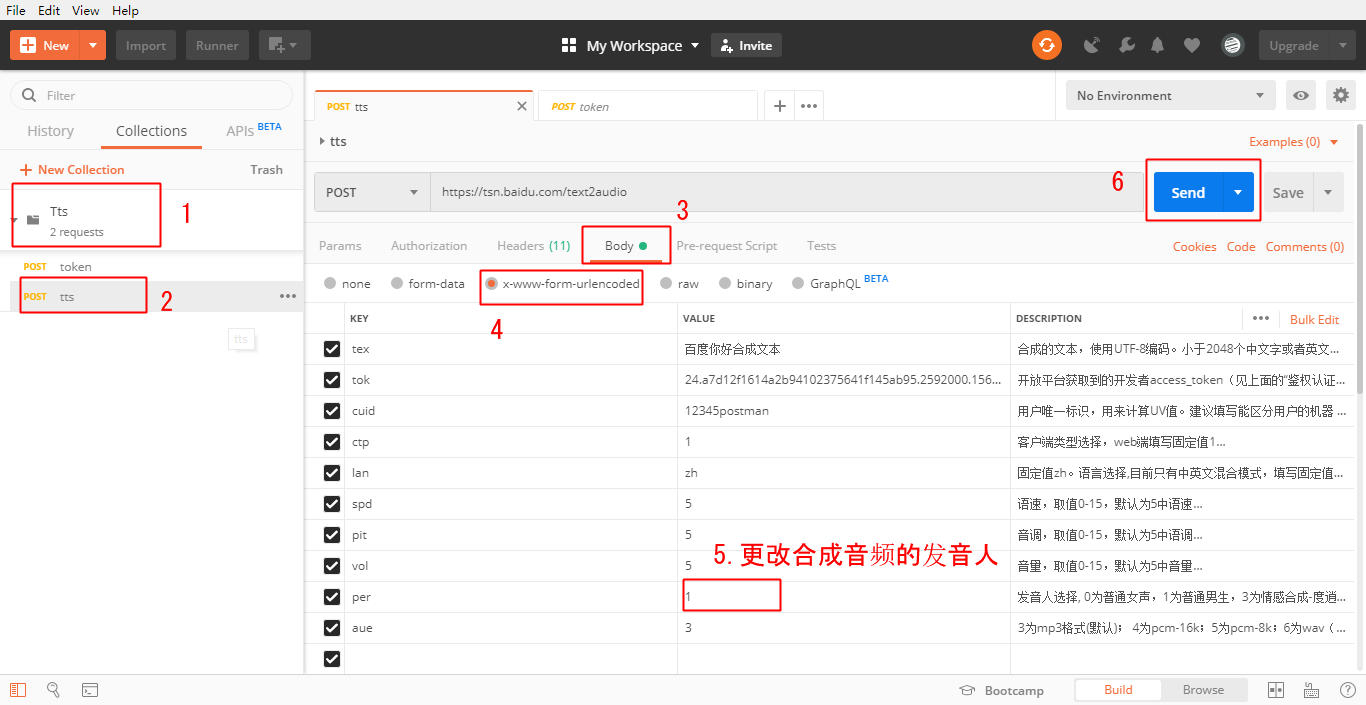 File Edit View Help
New Import Runner My Workspace Invite Upgrade
Filter
History Collections APIs BETA
New Collection Trash
Tts
2 requests
1
POST token
POST tts
2
tts
POST tts POST token
No Environment
tts
Examples (0)
POST https://tsn.baidu.com/text2audio
6
Send Save
3
Params Authorization Headers (11) Body Pre-request Script Tests
Cookies Code Comments (0)
none form-data x-www-form-urlencoded raw binary GraphQL BETA
4
KEY VALUE DESCRIPTION ••• Bulk Edit
tex 百度你好合成文本 合成的文本，使用UTF-8编码。小于2048个中文字或者英文...
tok 24.a7d12f1614a2b94102375641f145ab95.2592000.156... 开放平台获取到的开发者access_token（见上面的“鉴权认证...
cuid 12345postman 用户唯一标识，用来计算UV值。建议填写能区分用户的机器 ...
ctp 1 客户端类型选择，web端填写固定值1...
lan zh 固定值zh。语言选择,目前只有中英文混合模式，填写固定值...
spd 5 语速，取值0-15，默认为5中语速...
pit 5 音调，取值0-15，默认为5中语调...
5. 更改合成音频的发音人
vol 5 音量，取值0-15，默认为5中音量...
per 1 发音人选择, 0为普通女声，1为普通男生，3为情感合成-度逍...
aue 3 3为mp3格式(默认)； 4为pcm-16k；5为pcm-8k；6为wav（...
Bootcamp Build Browse